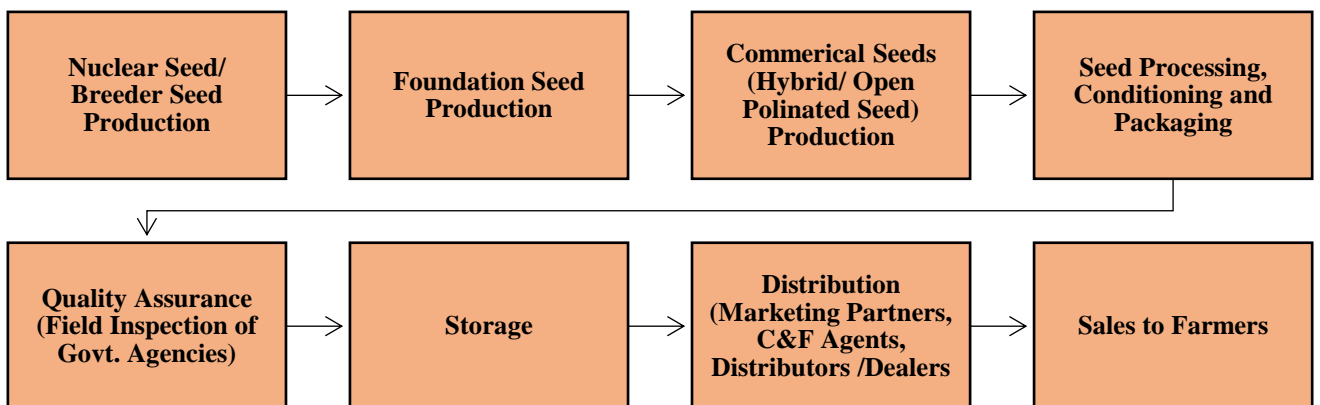 Nuclear Seed/
Breeder Seed
Production
Foundation Seed
Production
Commerical Seeds
(Hybrid/ Open
Polinated Seed)
Production
Seed Processing,
Conditioning and
Packaging
Quality Assurance
(Field Inspection of
Govt. Agencies)
Storage
Distribution
(Marketing Partners,
C&F Agents,
Distributors /Dealers
Sales to Farmers